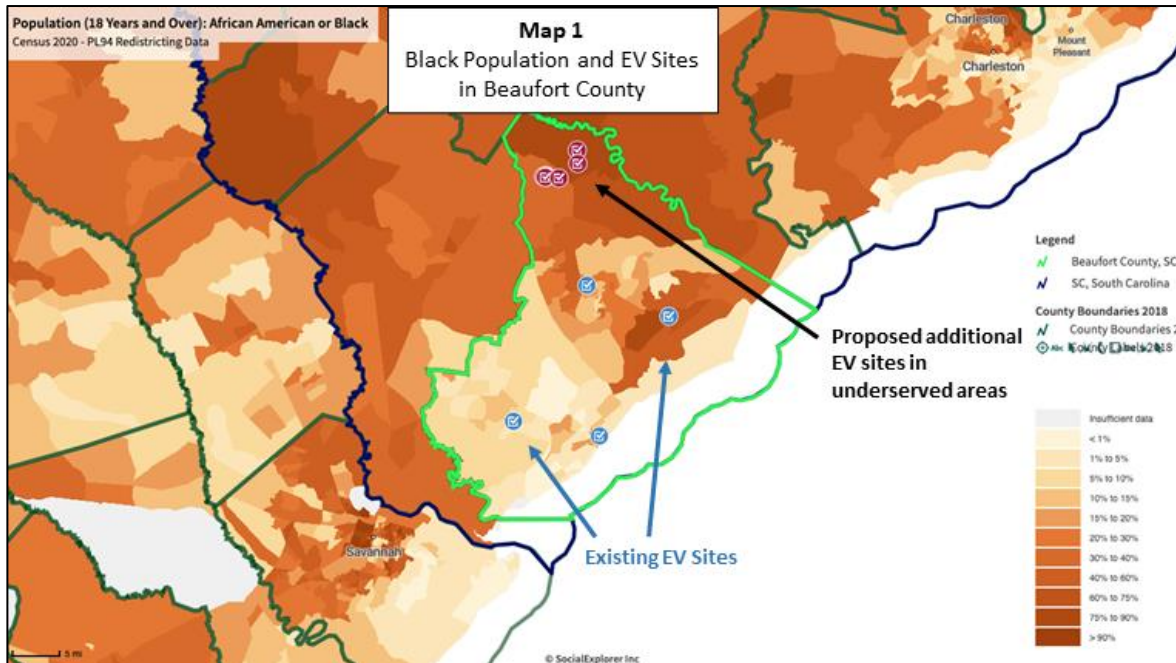 Population (18 Years and Over): African American or Black
Census 2020 - PL94 Redistricting Data
Map 1
Black Population and EV Sites
in Beaufort County
Charleston
Mount
Pleasant
Charleston
Legend
Beaufort County, SC
SC, South Carolina
County Boundaries 2018
County Boundaries 2
Proposed additional
EV sites in
underserved areas
Existing EV Sites
Savannah
Insufficient data
< 1%
1% to 5%
5% to 10%
10% to 15%
15% to 20%
20% to 30%
30% to 40%
40% to 60%
60% to 75%
75% to 90%
> 90%
5 mi
© SocialExplorer Inc